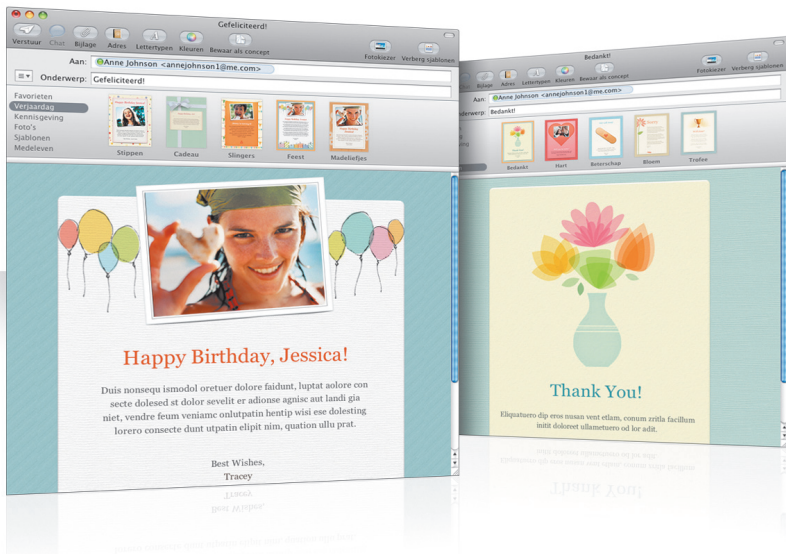 Gefeliciteerd!
Verstuur Chat Bijlage Adres Lettertypen Kleuren Bewaar als concept Fotokiezer Verberg sjablonen
Aan: Anne Johnson <annejohnson1@me.com>
Onderwerp: Gefeliciteerd!
Favorieten
Verjaardag
Kennisgeving
Foto's
Sjablonen
Medeleven
Stippen Cadeau Slingers Feest Madeliefjes
Happy Birthday, Jessica!
Duis nonsequ ismodol oretuer dolore faidunt, luptat aolore con
secte dolesed st dolor sevelit er adionse agnisc aut landi gia
niet, vendre feum veniamc onlutpatin hentip wisi ese dolesting
lorero consecte dunt utpatin elipit nim, quation ullu prat.
Best Wishes,
Tracey
Bedankt!
Chat Bijlage Adres Lettertypen Kleuren Bewaar als concept Fotokiezer Verberg sjablonen
Aan: Anne Johnson <annejohnson1@me.com>
werp: Bedankt!
Bedankt Hart Beterschap Bloem Trofee
Thank You!
Eliquatuero dip eros nusan vent etlam, conum zritla facillum
initit doloreet ullametuero od lor adit.